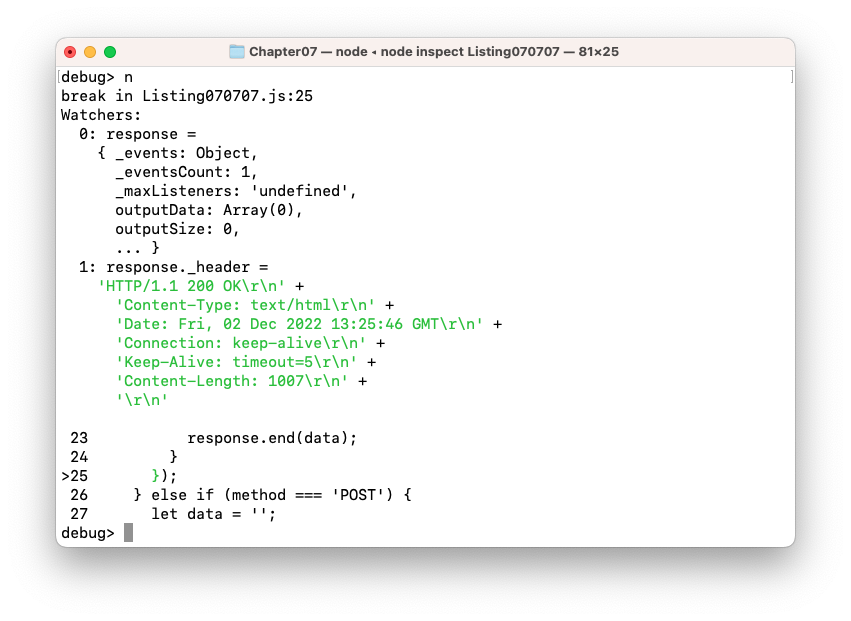 Chapter07 — node ◂ node inspect Listing070707 — 81×25
[debug> n ]
break in Listing070707.js:25
Watchers:
  0: response =
    { _events: Object,
      _eventsCount: 1,
      _maxListeners: 'undefined',
      outputData: Array(0),
      outputSize: 0,
      ... }
  1: response._header =
    'HTTP/1.1 200 OK\r\n' +
      'Content-Type: text/html\r\n' +
      'Date: Fri, 02 Dec 2022 13:25:46 GMT\r\n' +
      'Connection: keep-alive\r\n' +
      'Keep-Alive: timeout=5\r\n' +
      'Content-Length: 1007\r\n' +
      '\r\n'
 23           response.end(data);
 24         }
>25       });
 26     } else if (method === 'POST') {
 27       let data = '';
debug>